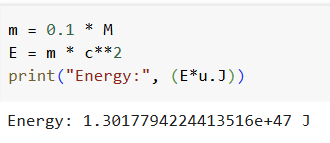 m = 0.1 * M
E = m * c**2
print("Energy:", (E*u.J))
Energy: 1.3017794224413516e+47 J